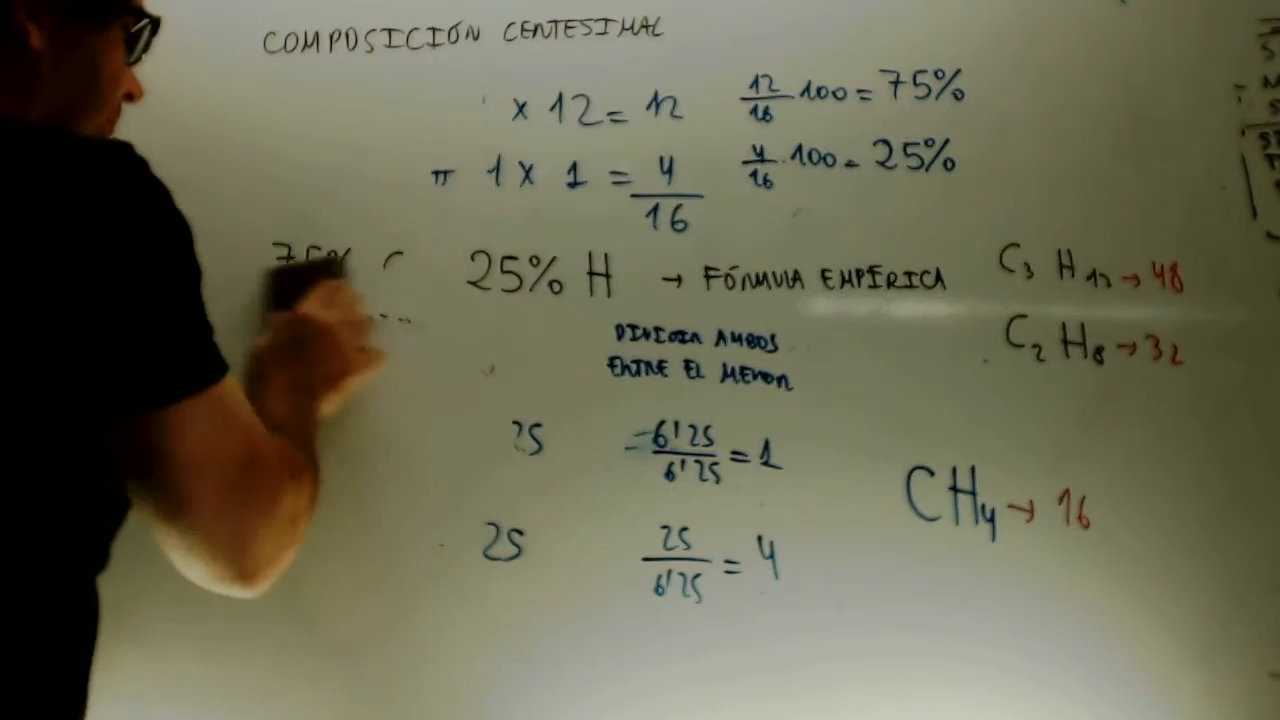 COMPOSICIÓN CENTESIMAL
x 12 = 12 12/16 · 100 = 75%
1 x 1 = 4 4/16 · 100 = 25%
16
75% C 25% H → FÓRMULA EMPÍRICA C3 H12 → 48
C2 H8 → 32
DIVIDIR AMBOS
ENTRE EL MENOR
25 = 6'25/6'25 = 1
CH4 → 16
25 25/6'25 = 4